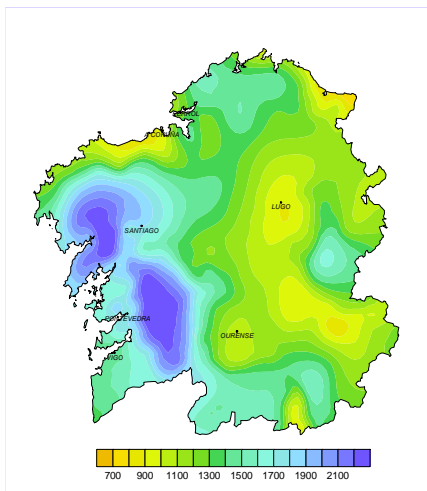 FERROL
A CORUÑA
LUGO
SANTIAGO
PONTEVEDRA
OURENSE
VIGO
700 900 1100 1300 1500 1700 1900 2100